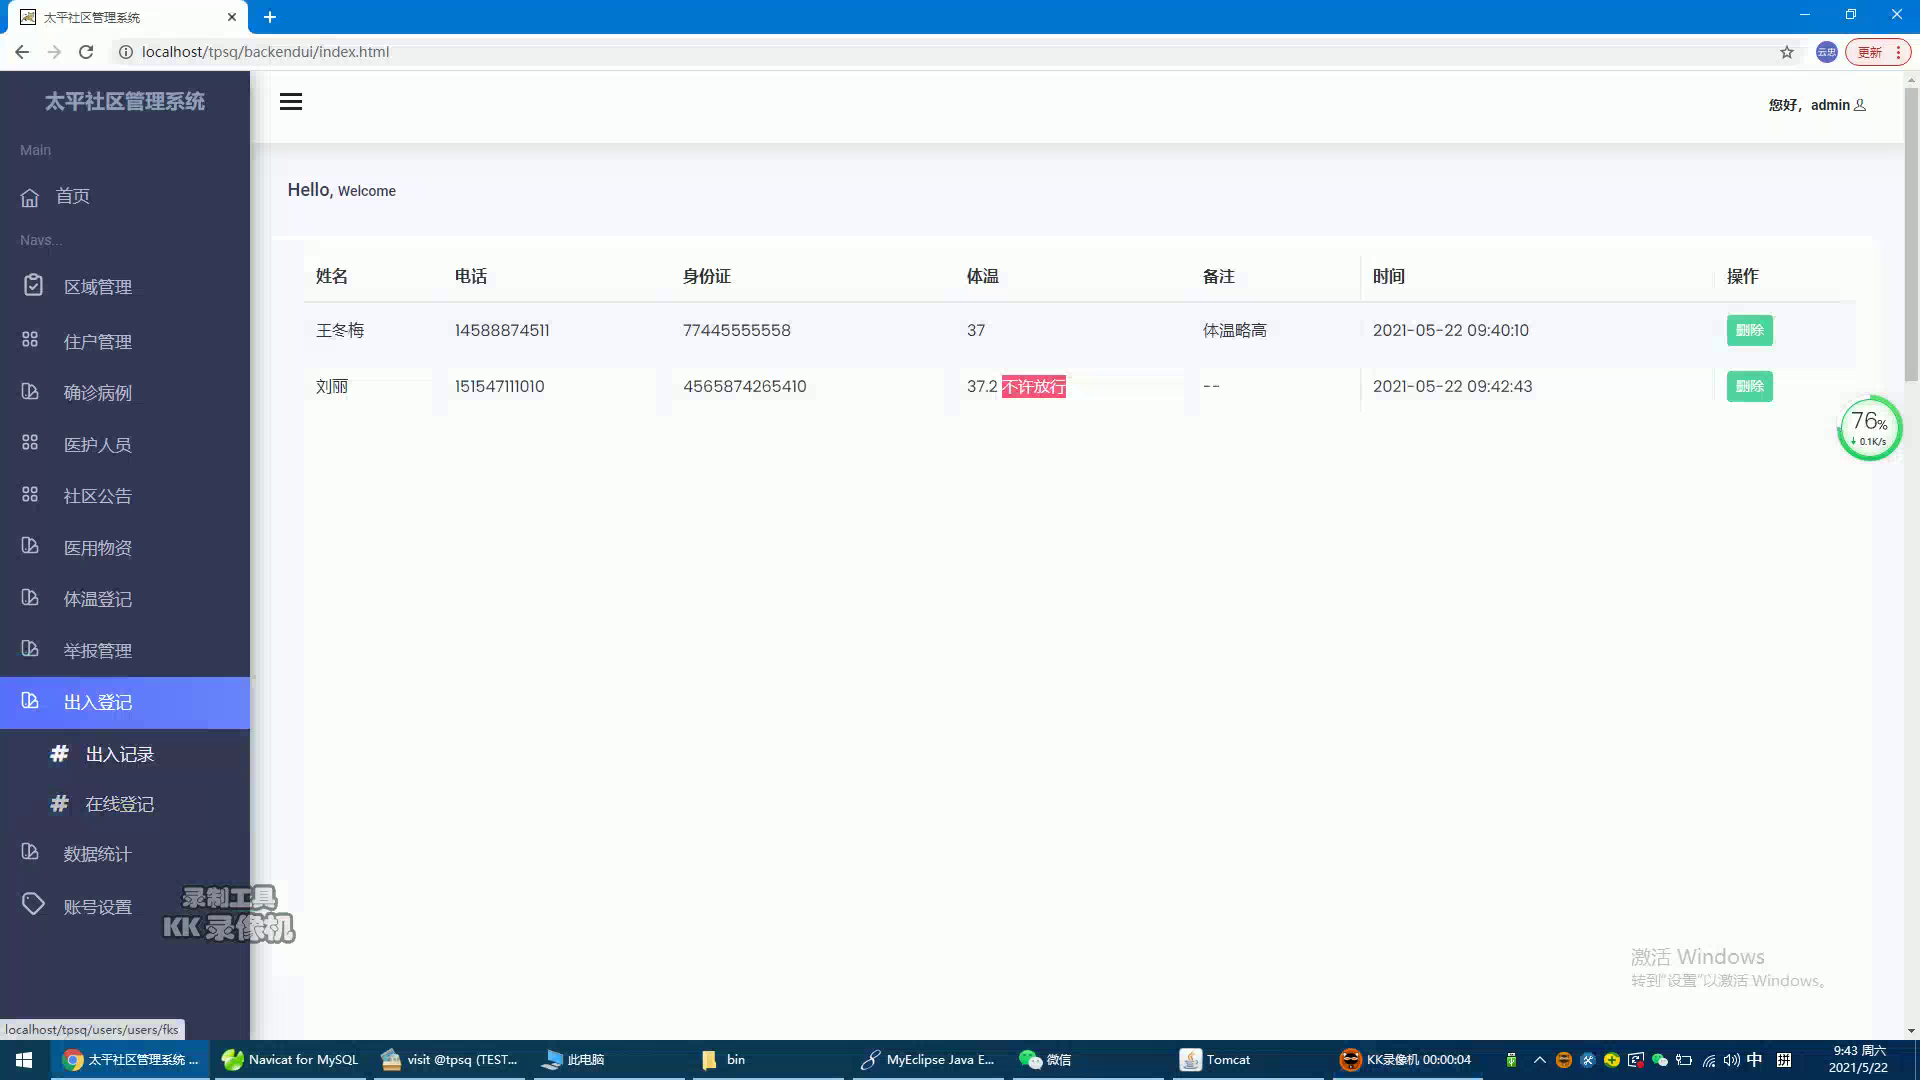 太平社区管理系统
localhost/tpsq/backendui/index.html
云忠
更新
太平社区管理系统
您好，admin
Main
首页
Hello, Welcome
Navs...
区域管理
住户管理
确诊病例
医护人员
社区公告
医用物资
体温登记
举报管理
出入登记
# 出入记录
# 在线登记
数据统计
账号设置
姓名 电话 身份证 体温 备注 时间 操作
王冬梅 14588874511 77445555558 37 体温略高 2021-05-22 09:40:10 删除
刘丽 151547111010 4565874265410 37.2 不许放行 -- 2021-05-22 09:42:43 删除
76%
0.1K/s
录制工具
KK 录像机
激活 Windows
转到"设置"以激活 Windows。
localhost/tpsq/users/users/fks
太平社区管理系统 ...
Navicat for MySQL
visit @tpsq (TEST...
此电脑
bin
MyEclipse Java E...
微信
Tomcat
KK录像机 00:00:04
中
拼
9:43 周六
2021/5/22